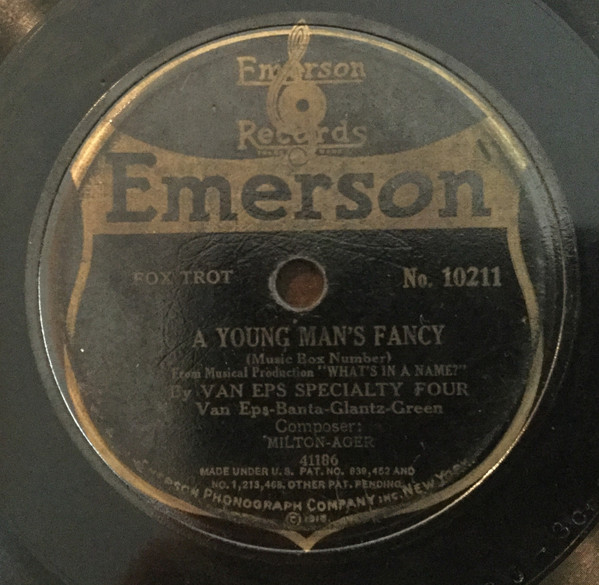 Emerson
Records
Emerson
FOX TROT No. 10211
A YOUNG MAN'S FANCY
(Music Box Number)
From Musical Production "WHAT'S IN A NAME?"
By VAN EPS SPECIALTY FOUR
Van Eps-Banta-Glantz-Green
Composer:
MILTON-AGER
41186
MADE UNDER U.S. PAT. NO. 639,452 AND
NO. 1,213,468. OTHER PAT. PENDING.
EMERSON PHONOGRAPH COMPANY INC. NEW YORK.